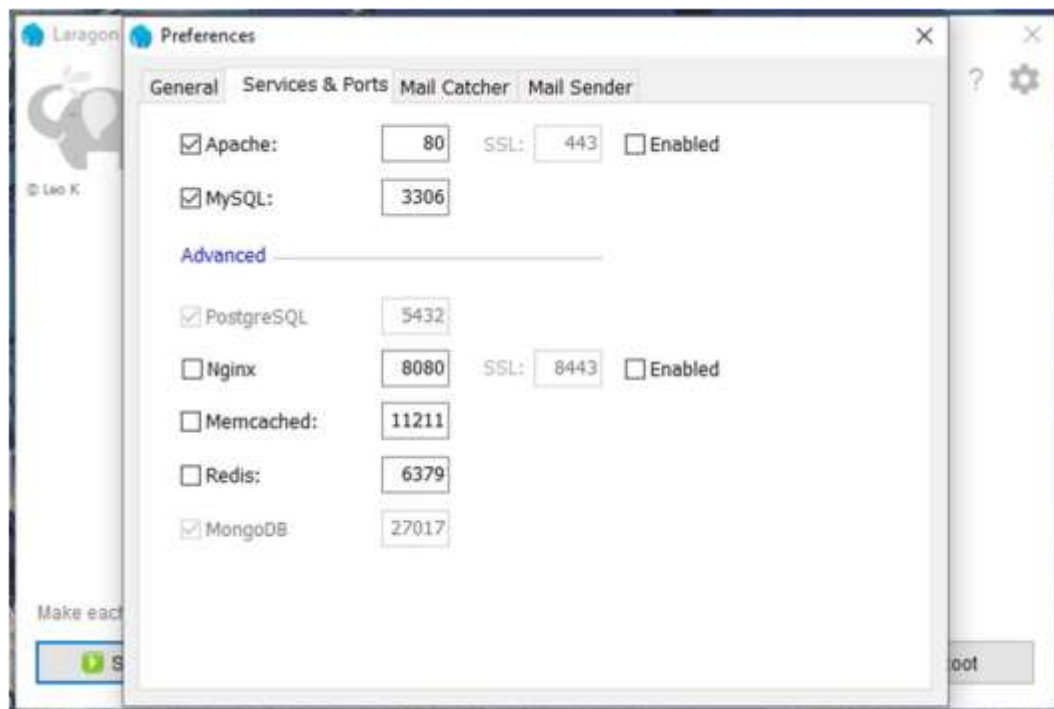 Laragon
Preferences
General Services & Ports Mail Catcher Mail Sender
Apache: 80 SSL: 443 Enabled
© Leo K
MySQL: 3306
Advanced
PostgreSQL 5432
Nginx 8080 SSL: 8443 Enabled
Memcached: 11211
Redis: 6379
MongoDB 27017
Make each
S
oot